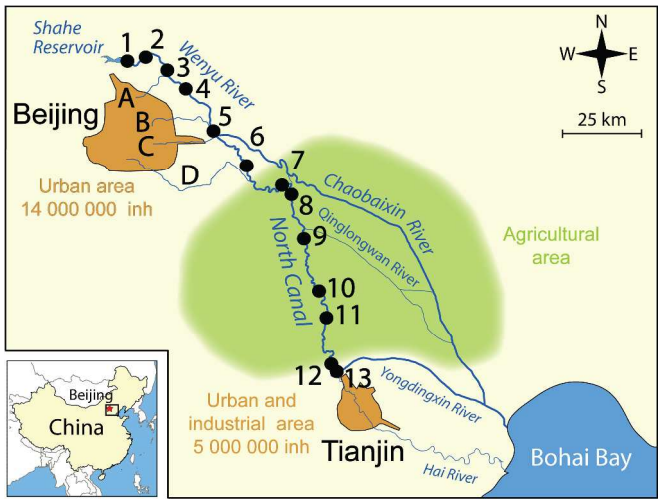 Shahe
Reservoir
1
2
3
4
5
6
7
8
9
10
11
12
13
Wenyu River
A
B
C
D
Beijing
Urban area
14 000 000 inh
N
W
E
S
25 km
Chaobaixin River
Qinglongwan River
North Canal
Agricultural
area
Urban and
industrial area
5 000 000 inh
Yongdingxin River
Tianjin
Hai River
Bohai Bay
Beijing
China